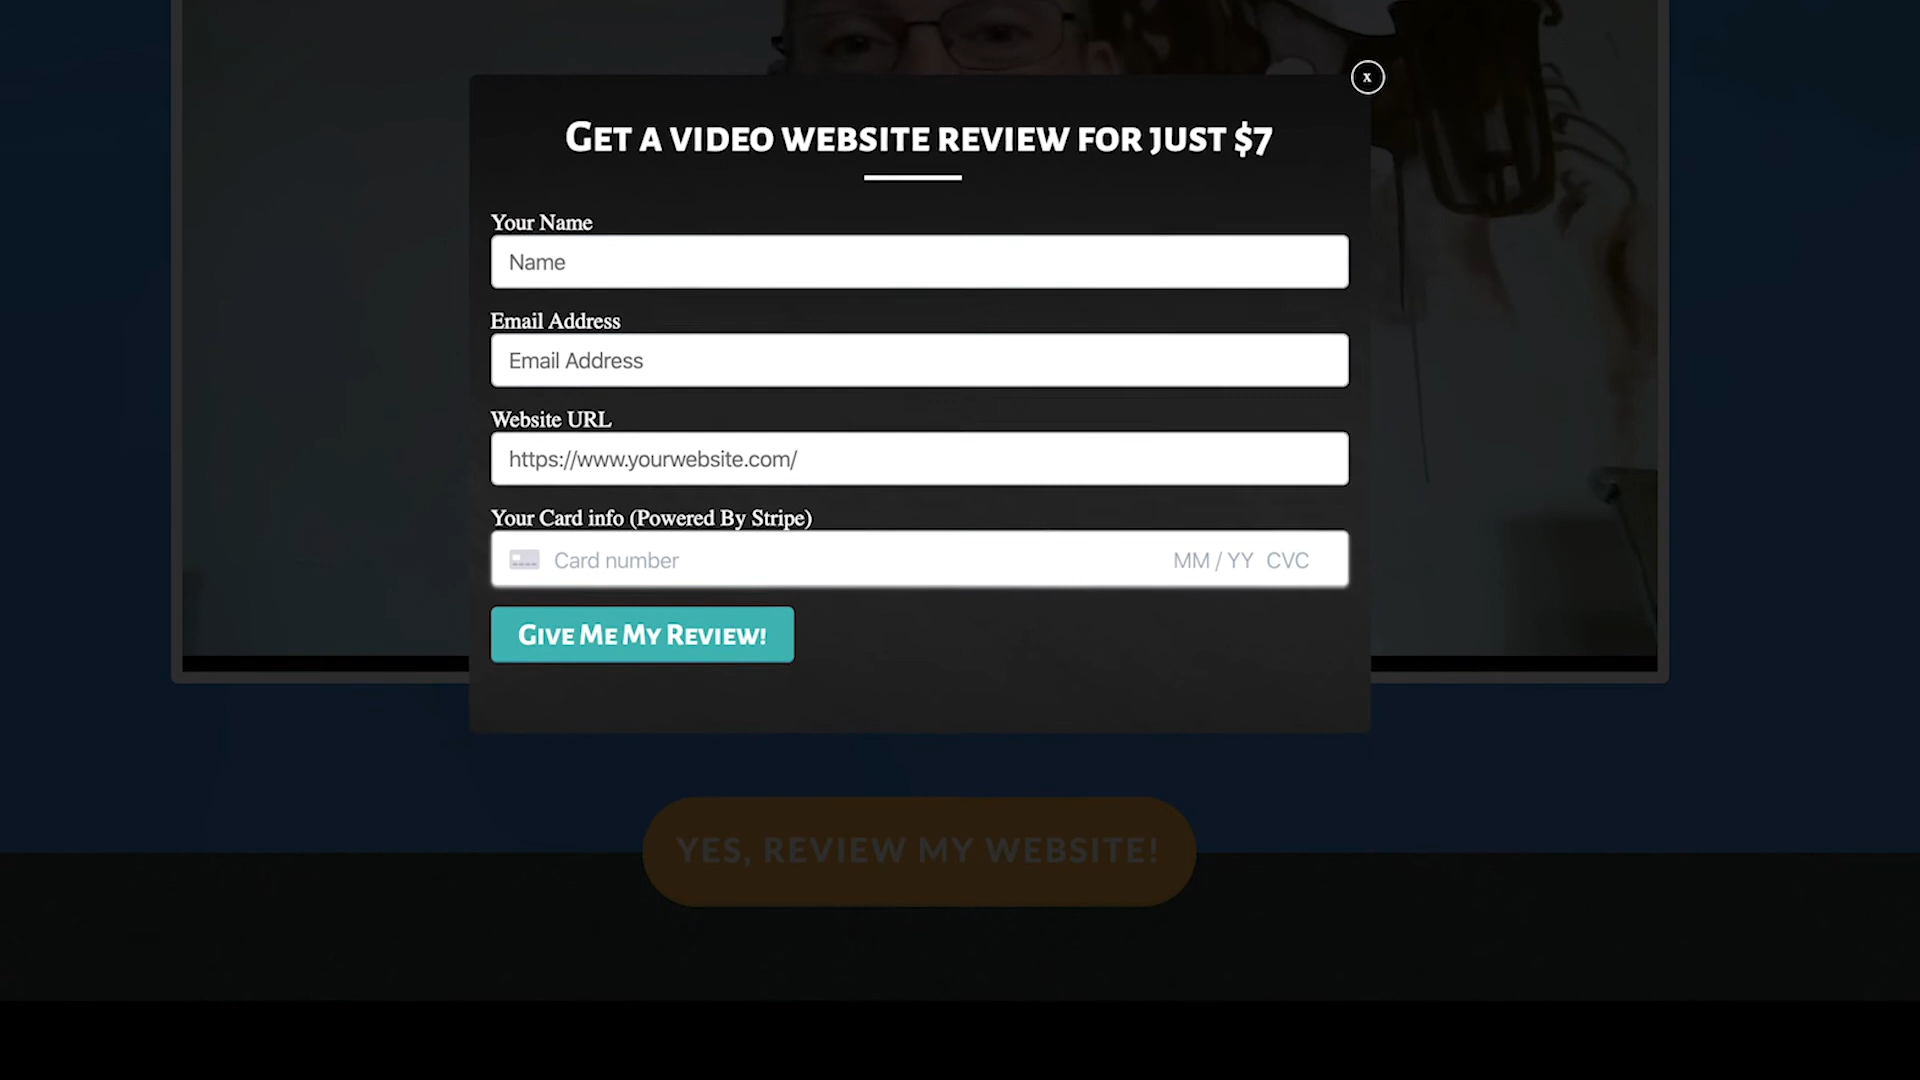 x
Get a video website review for just $7
Your Name
Name
Email Address
Email Address
Website URL
https://www.yourwebsite.com/
Your Card info (Powered By Stripe)
Card number MM / YY CVC
Give Me My Review!
YES, REVIEW MY WEBSITE!